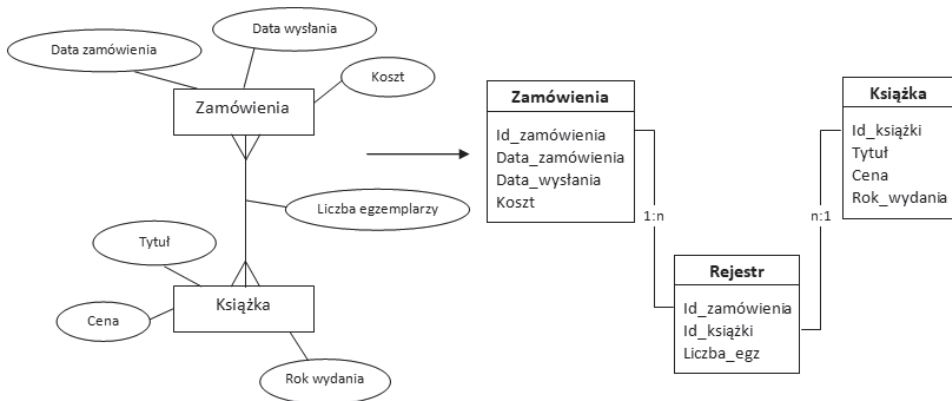 Data wysłania
Data zamówienia
Koszt
Zamówienia
Liczba egzemplarzy
Tytuł
Książka
Cena
Rok wydania
Zamówienia
Id_zamówienia
Data_zamówienia
Data_wysłania
Koszt
1:n
Książka
Id_książki
Tytuł
Cena
Rok_wydania
n:1
Rejestr
Id_zamówienia
Id_książki
Liczba_egz